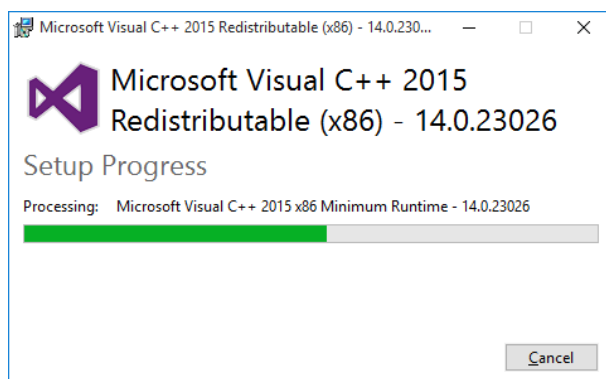 Microsoft Visual C++ 2015 Redistributable (x86) - 14.0.230...
Microsoft Visual C++ 2015
Redistributable (x86) - 14.0.23026
Setup Progress
Processing: Microsoft Visual C++ 2015 x86 Minimum Runtime - 14.0.23026
Cancel